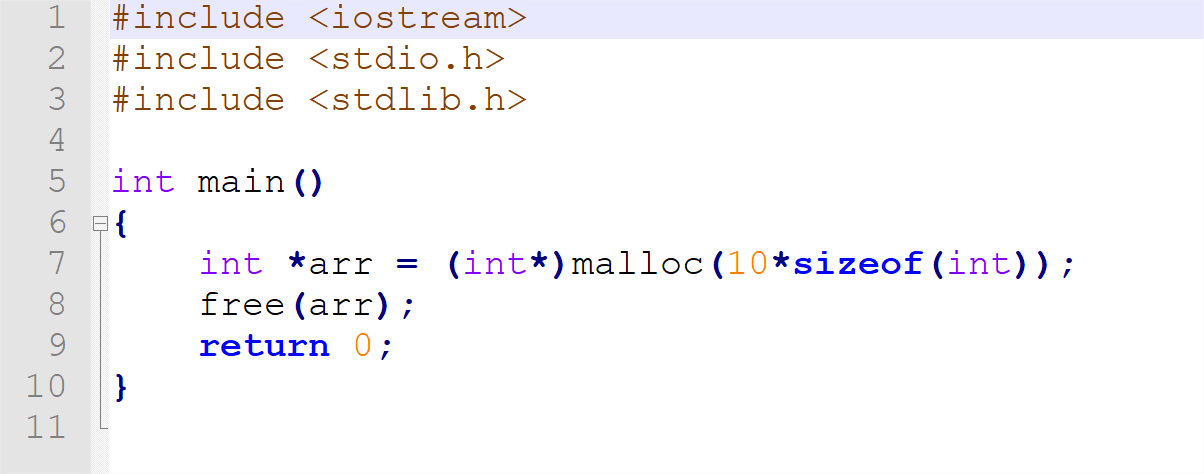 1 #include <iostream>
2 #include <stdio.h>
3 #include <stdlib.h>
4
5 int main()
6 {
7     int *arr = (int*)malloc(10*sizeof(int));
8     free(arr);
9     return 0;
10 }
11